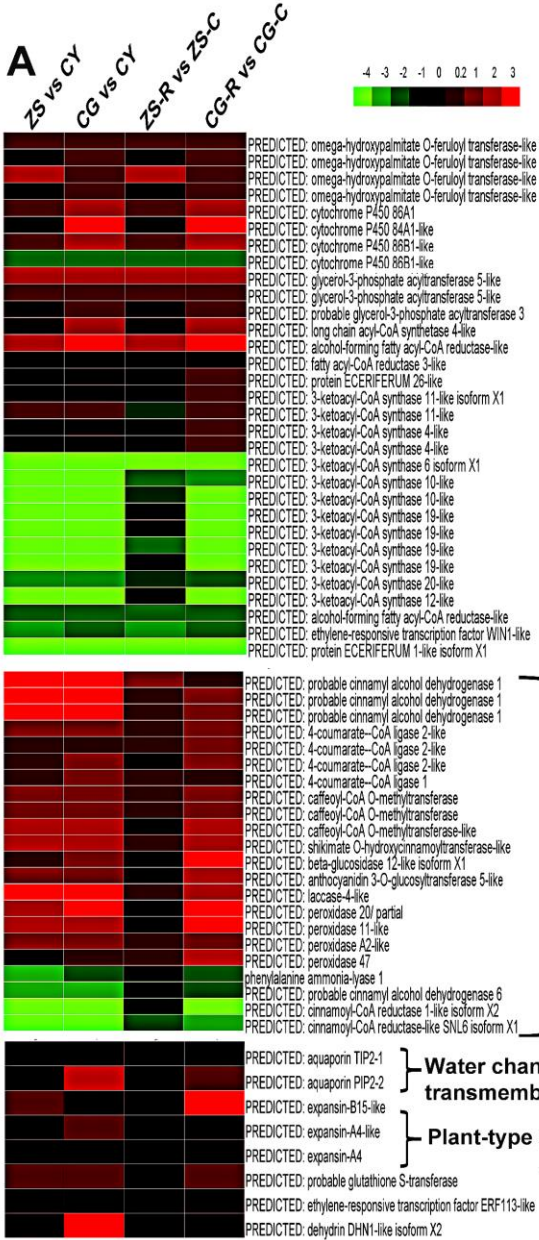 A
ZS vs CY
CG vs CY
ZS-R vs ZS-C
CG-R vs CG-C
-4 -3 -2 -1 0 0.2 1 2 3
PREDICTED: omega-hydroxypalmitate O-feruloyl transferase-like
PREDICTED: omega-hydroxypalmitate O-feruloyl transferase-like
PREDICTED: omega-hydroxypalmitate O-feruloyl transferase-like
PREDICTED: omega-hydroxypalmitate O-feruloyl transferase-like
PREDICTED: cytochrome P450 86A1
PREDICTED: cytochrome P450 84A1-like
PREDICTED: cytochrome P450 86B1-like
PREDICTED: cytochrome P450 86B1-like
PREDICTED: glycerol-3-phosphate acyltransferase 5-like
PREDICTED: glycerol-3-phosphate acyltransferase 5-like
PREDICTED: probable glycerol-3-phosphate acyltransferase 3
PREDICTED: long chain acyl-CoA synthetase 4-like
PREDICTED: alcohol-forming fatty acyl-CoA reductase-like
PREDICTED: fatty acyl-CoA reductase 3-like
PREDICTED: protein ECERIFERUM 26-like
PREDICTED: 3-ketoacyl-CoA synthase 11-like isoform X1
PREDICTED: 3-ketoacyl-CoA synthase 11-like
PREDICTED: 3-ketoacyl-CoA synthase 4-like
PREDICTED: 3-ketoacyl-CoA synthase 4-like
PREDICTED: 3-ketoacyl-CoA synthase 6 isoform X1
PREDICTED: 3-ketoacyl-CoA synthase 10-like
PREDICTED: 3-ketoacyl-CoA synthase 10-like
PREDICTED: 3-ketoacyl-CoA synthase 19-like
PREDICTED: 3-ketoacyl-CoA synthase 19-like
PREDICTED: 3-ketoacyl-CoA synthase 19-like
PREDICTED: 3-ketoacyl-CoA synthase 19-like
PREDICTED: 3-ketoacyl-CoA synthase 20-like
PREDICTED: 3-ketoacyl-CoA synthase 12-like
PREDICTED: alcohol-forming fatty acyl-CoA reductase-like
PREDICTED: ethylene-responsive transcription factor WIN1-like
PREDICTED: protein ECERIFERUM 1-like isoform X1
PREDICTED: probable cinnamyl alcohol dehydrogenase 1
PREDICTED: probable cinnamyl alcohol dehydrogenase 1
PREDICTED: probable cinnamyl alcohol dehydrogenase 1
PREDICTED: 4-coumarate--CoA ligase 2-like
PREDICTED: 4-coumarate--CoA ligase 2-like
PREDICTED: 4-coumarate--CoA ligase 2-like
PREDICTED: 4-coumarate--CoA ligase 1
PREDICTED: caffeoyl-CoA O-methyltransferase
PREDICTED: caffeoyl-CoA O-methyltransferase
PREDICTED: caffeoyl-CoA O-methyltransferase-like
PREDICTED: shikimate O-hydroxycinnamoyltransferase-like
PREDICTED: beta-glucosidase 12-like isoform X1
PREDICTED: anthocyanidin 3-O-glucosyltransferase 5-like
PREDICTED: laccase-4-like
PREDICTED: peroxidase 20/ partial
PREDICTED: peroxidase 11-like
PREDICTED: peroxidase A2-like
PREDICTED: peroxidase 47
phenylalanine ammonia-lyase 1
PREDICTED: probable cinnamyl alcohol dehydrogenase 6
PREDICTED: cinnamoyl-CoA reductase 1-like isoform X2
PREDICTED: cinnamoyl-CoA reductase-like SNL6 isoform X1
PREDICTED: aquaporin TIP2-1
PREDICTED: aquaporin PIP2-2
Water chan
transmemb
PREDICTED: expansin-B15-like
PREDICTED: expansin-A4-like
PREDICTED: expansin-A4
Plant-type
PREDICTED: probable glutathione S-transferase
PREDICTED: ethylene-responsive transcription factor ERF113-like
PREDICTED: dehydrin DHN1-like isoform X2